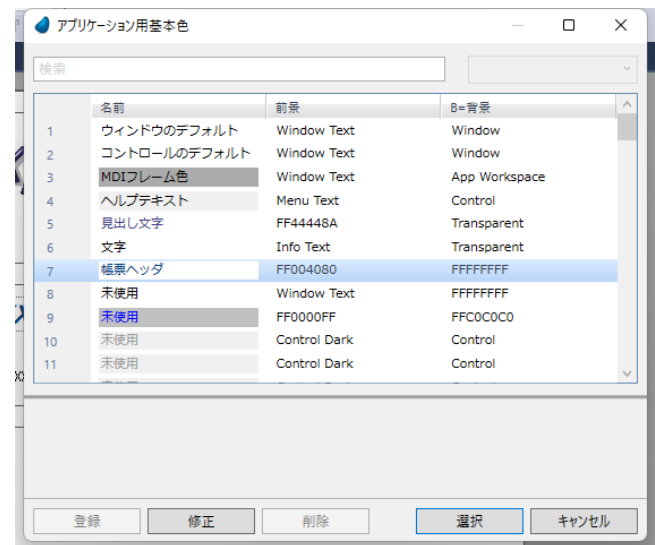 アプリケーション用基本色
検索
名前 前景 B=背景
1 ウィンドウのデフォルト Window Text Window
2 コントロールのデフォルト Window Text Window
3 MDIフレーム色 Window Text App Workspace
4 ヘルプテキスト Menu Text Control
5 見出し文字 FF44448A Transparent
6 文字 Info Text Transparent
7 帳票ヘッダ FF004080 FFFFFFFF
8 未使用 Window Text FFFFFFFF
9 未使用 FF0000FF FFC0C0C0
10 未使用 Control Dark Control
11 未使用 Control Dark Control
登録 修正 削除 選択 キャンセル